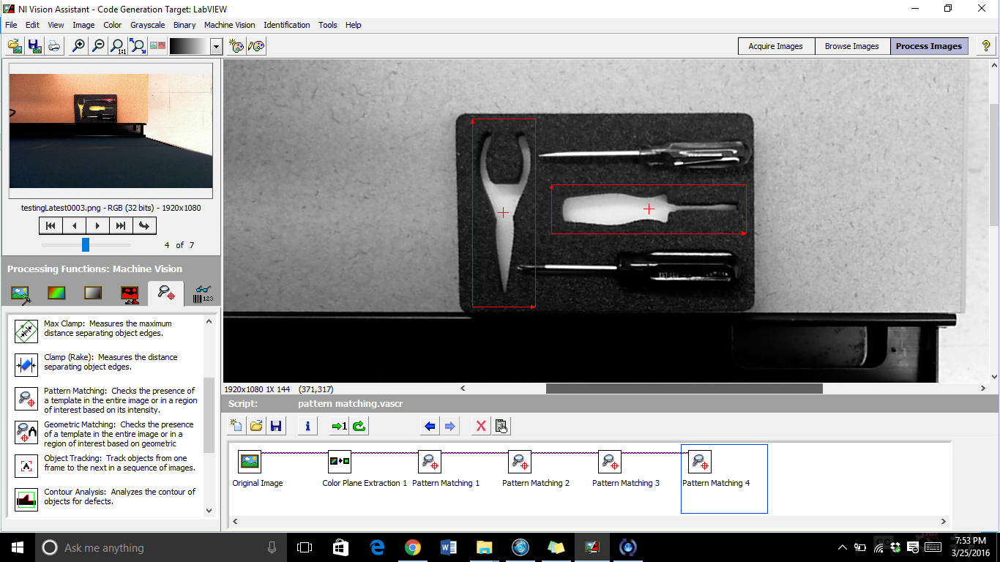 NI Vision Assistant - Code Generation Target: LabVIEW
File Edit View Image Color Grayscale Binary Machine Vision Identification Tools Help
1:1
Acquire Images Browse Images Process Images ?
testingLatest0003.png - RGB (32 bits) - 1920x1080
4 of 7
Processing Functions: Machine Vision
123
Max Clamp: Measures the maximum
distance separating object edges.
Clamp (Rake): Measures the distance
separating object edges.
Pattern Matching: Checks the presence of
a template in the entire image or in a region
of interest based on its intensity.
Geometric Matching: Checks the presence
of a template in the entire image or in a
region of interest based on geometric
Object Tracking: Track objects from one
frame to the next in a sequence of images.
Contour Analysis: Analyzes the contour of
objects for defects.
1920x1080 1X 144 (371,317)
Script: pattern matching.vascr
i 1
Original Image Color Plane Extraction 1 Pattern Matching 1 Pattern Matching 2 Pattern Matching 3 Pattern Matching 4
Ask me anything
7:53 PM
3/25/2016